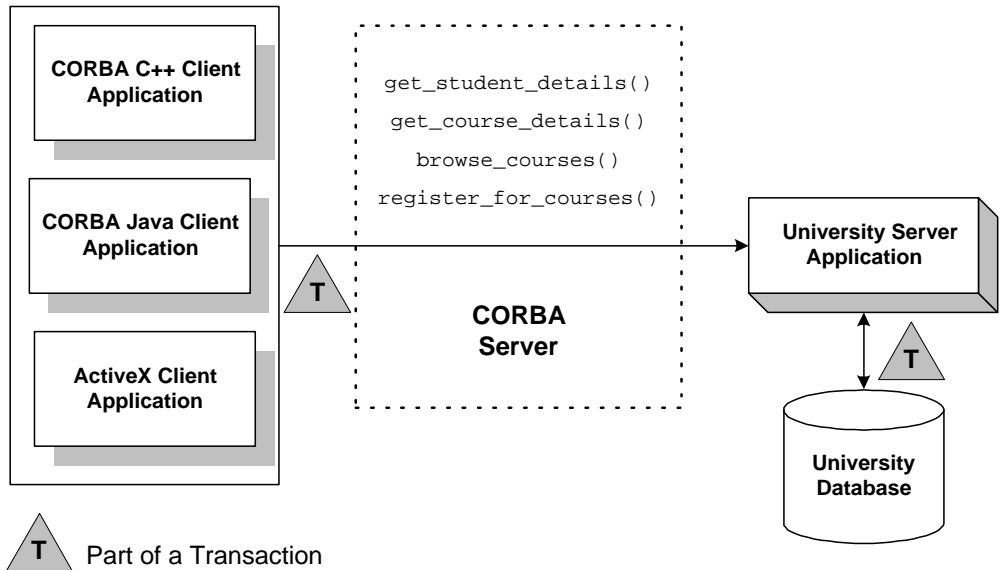 CORBA C++ Client
Application
CORBA Java Client
Application
ActiveX Client
Application
get_student_details()
get_course_details()
browse_courses()
register_for_courses()
T
CORBA
Server
University Server
Application
T
University
Database
T
Part of a Transaction